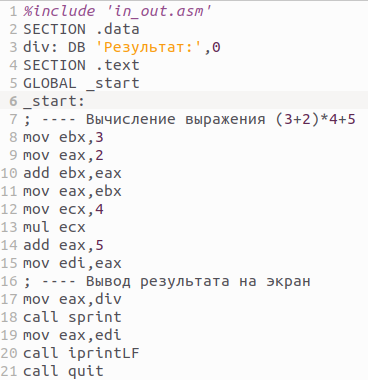 1 %include 'in_out.asm'
2 SECTION .data
3 div: DB 'Результат:',0
4 SECTION .text
5 GLOBAL _start
6 _start:
7 ; ---- Вычисление выражения (3+2)*4+5
8 mov ebx,3
9 mov eax,2
10 add ebx,eax
11 mov eax,ebx
12 mov ecx,4
13 mul ecx
14 add eax,5
15 mov edi,eax
16 ; ---- Вывод результата на экран
17 mov eax,div
18 call sprint
19 mov eax,edi
20 call iprintLF
21 call quit